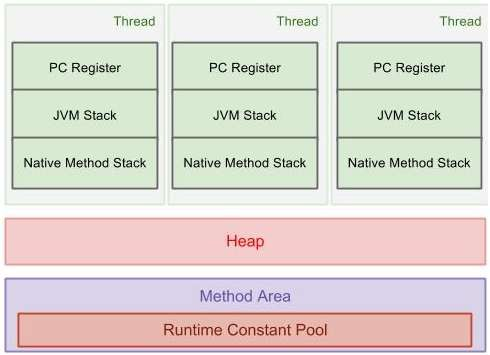 Thread
Thread
Thread
PC Register
PC Register
PC Register
JVM Stack
JVM Stack
JVM Stack
Native Method Stack
Native Method Stack
Native Method Stack
Heap
Method Area
Runtime Constant Pool